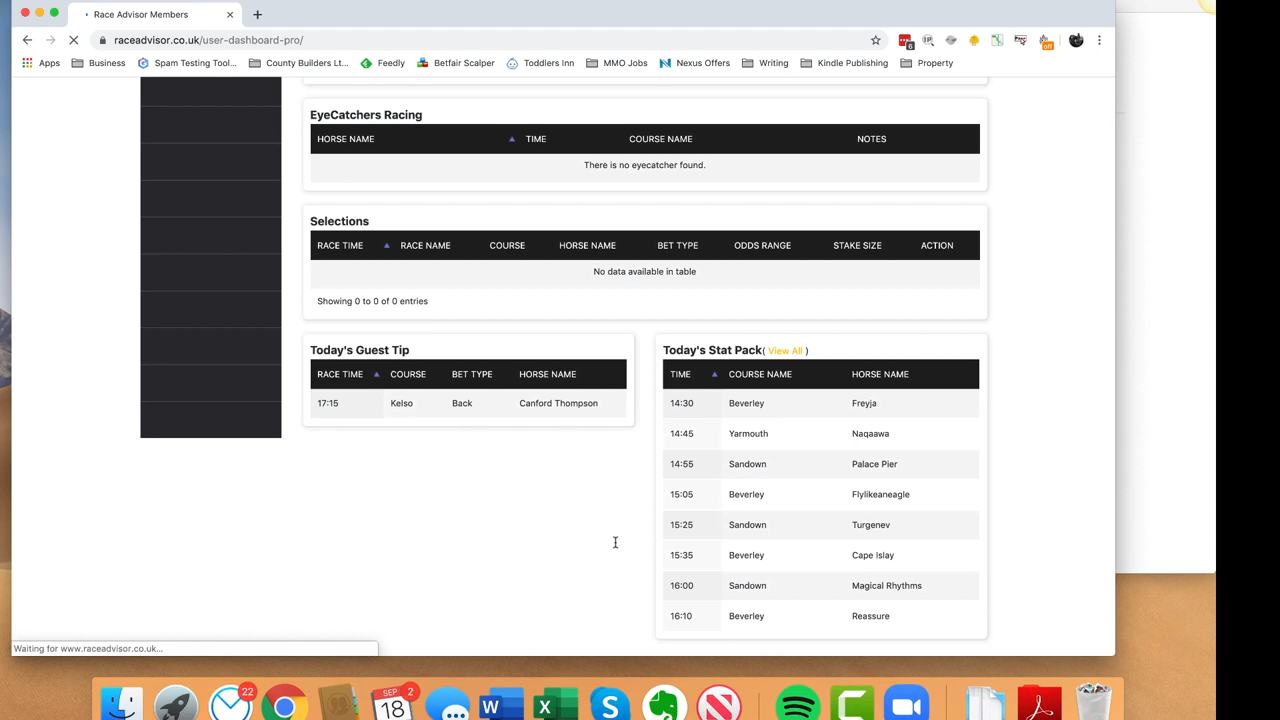 Race Advisor Members
raceadvisor.co.uk/user-dashboard-pro/
6
off
Apps Business Spam Testing Tool... County Builders Lt... Feedly Betfair Scalper Toddlers Inn MMO Jobs Nexus Offers Writing Kindle Publishing Property
EyeCatchers Racing
HORSE NAME TIME COURSE NAME NOTES
There is no eyecatcher found.
Selections
RACE TIME RACE NAME COURSE HORSE NAME BET TYPE ODDS RANGE STAKE SIZE ACTION
No data available in table
Showing 0 to 0 of 0 entries
Today's Guest Tip
RACE TIME COURSE BET TYPE HORSE NAME
17:15 Kelso Back Canford Thompson
Today's Stat Pack( View All )
TIME COURSE NAME HORSE NAME
14:30 Beverley Freyja
14:45 Yarmouth Naqaawa
14:55 Sandown Palace Pier
15:05 Beverley Flylikeaneagle
15:25 Sandown Turgenev
15:35 Beverley Cape Islay
16:00 Sandown Magical Rhythms
16:10 Beverley Reassure
Waiting for www.raceadvisor.co.uk...
22
SEP 2
18
W
X
S